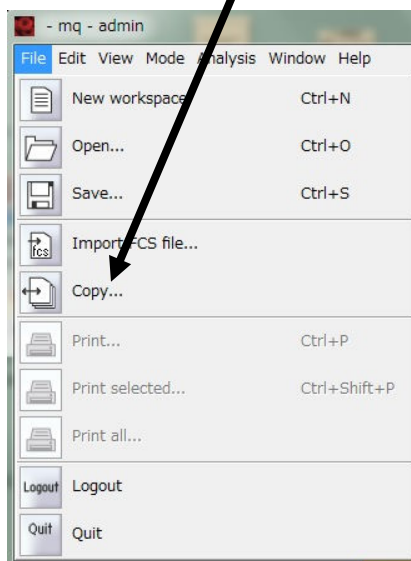 - mq - admin
File Edit View Mode Analysis Window Help
New workspace Ctrl+N
Open... Ctrl+O
Save... Ctrl+S
fcs Import FCS file...
Copy...
Print... Ctrl+P
Print selected... Ctrl+Shift+P
Print all...
Logout Logout
Quit Quit